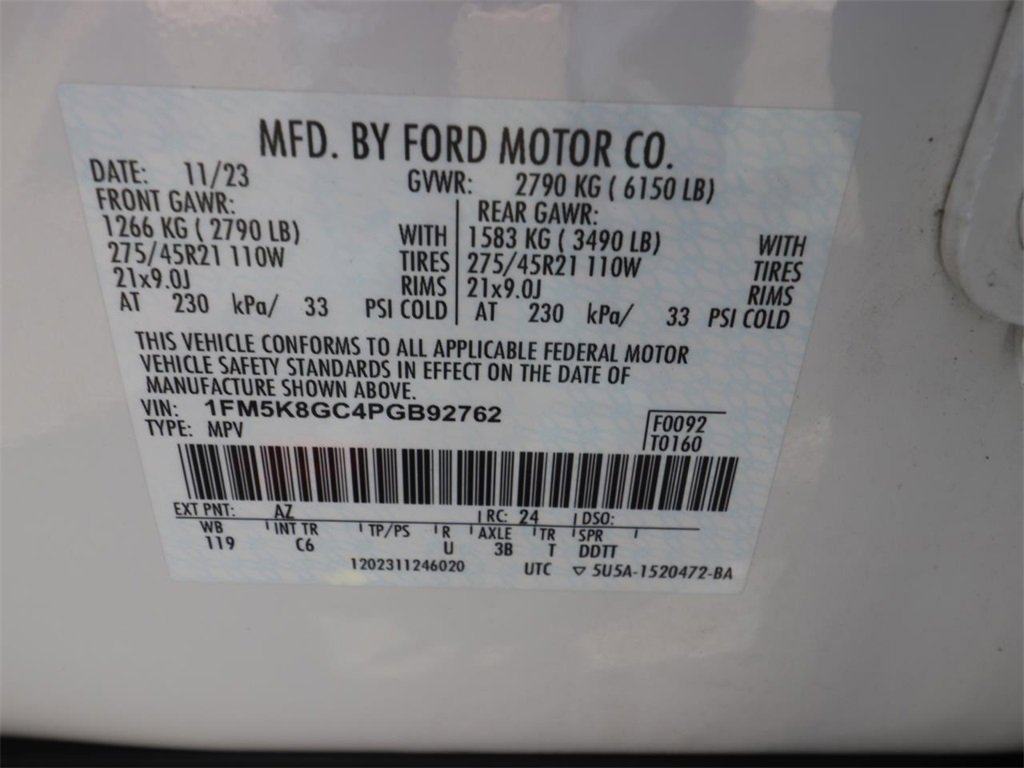 MFD. BY FORD MOTOR CO.
DATE: 11/23 GVWR: 2790 KG ( 6150 LB)
FRONT GAWR: REAR GAWR:
1266 KG ( 2790 LB) WITH 1583 KG ( 3490 LB) WITH
275/45R21 110W TIRES 275/45R21 110W TIRES
21x9.0J RIMS 21x9.0J RIMS
AT 230 kPa/ 33 PSI COLD AT 230 kPa/ 33 PSI COLD
THIS VEHICLE CONFORMS TO ALL APPLICABLE FEDERAL MOTOR
VEHICLE SAFETY STANDARDS IN EFFECT ON THE DATE OF
MANUFACTURE SHOWN ABOVE.
VIN: 1FM5K8GC4PGB92762 F0092
TYPE: MPV T0160
EXT PNT: AZ RC: 24 DSO:
WB INT TR TP/PS R AXLE TR SPR
119 C6 U 3B T DDTT
1202311246020 UTC ▽ 5U5A-1520472-BA